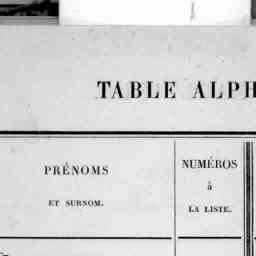 TABLE ALPH
PRÉNOMS
ET SURNOM.
NUMÉROS
à
LA LISTE.